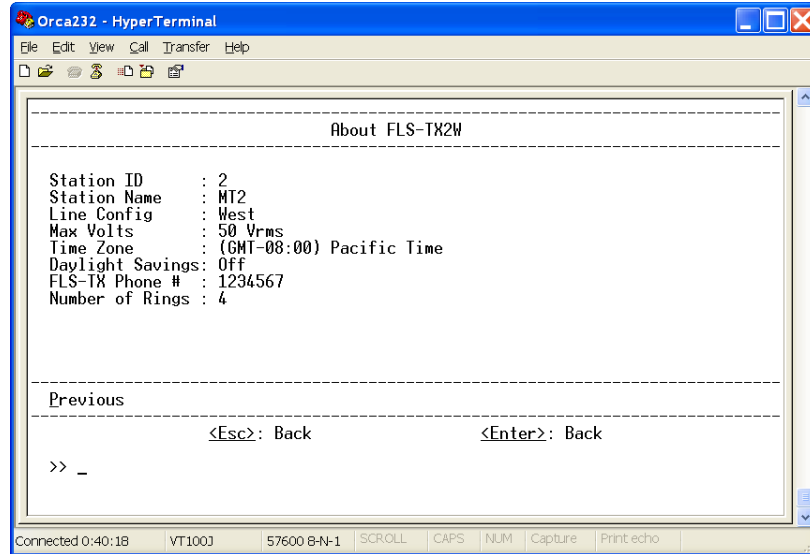 Orca232 - HyperTerminal
File Edit View Call Transfer Help
About FLS-TX2W
Station ID : 2
Station Name : MT2
Line Config : West
Max Volts : 50 Vrms
Time Zone : (GMT-08:00) Pacific Time
Daylight Savings: Off
FLS-TX Phone # : 1234567
Number of Rings : 4
Previous
<Esc>: Back <Enter>: Back
>> _
Connected 0:40:18 VT100J 57600 8-N-1 SCROLL CAPS NUM Capture Print echo